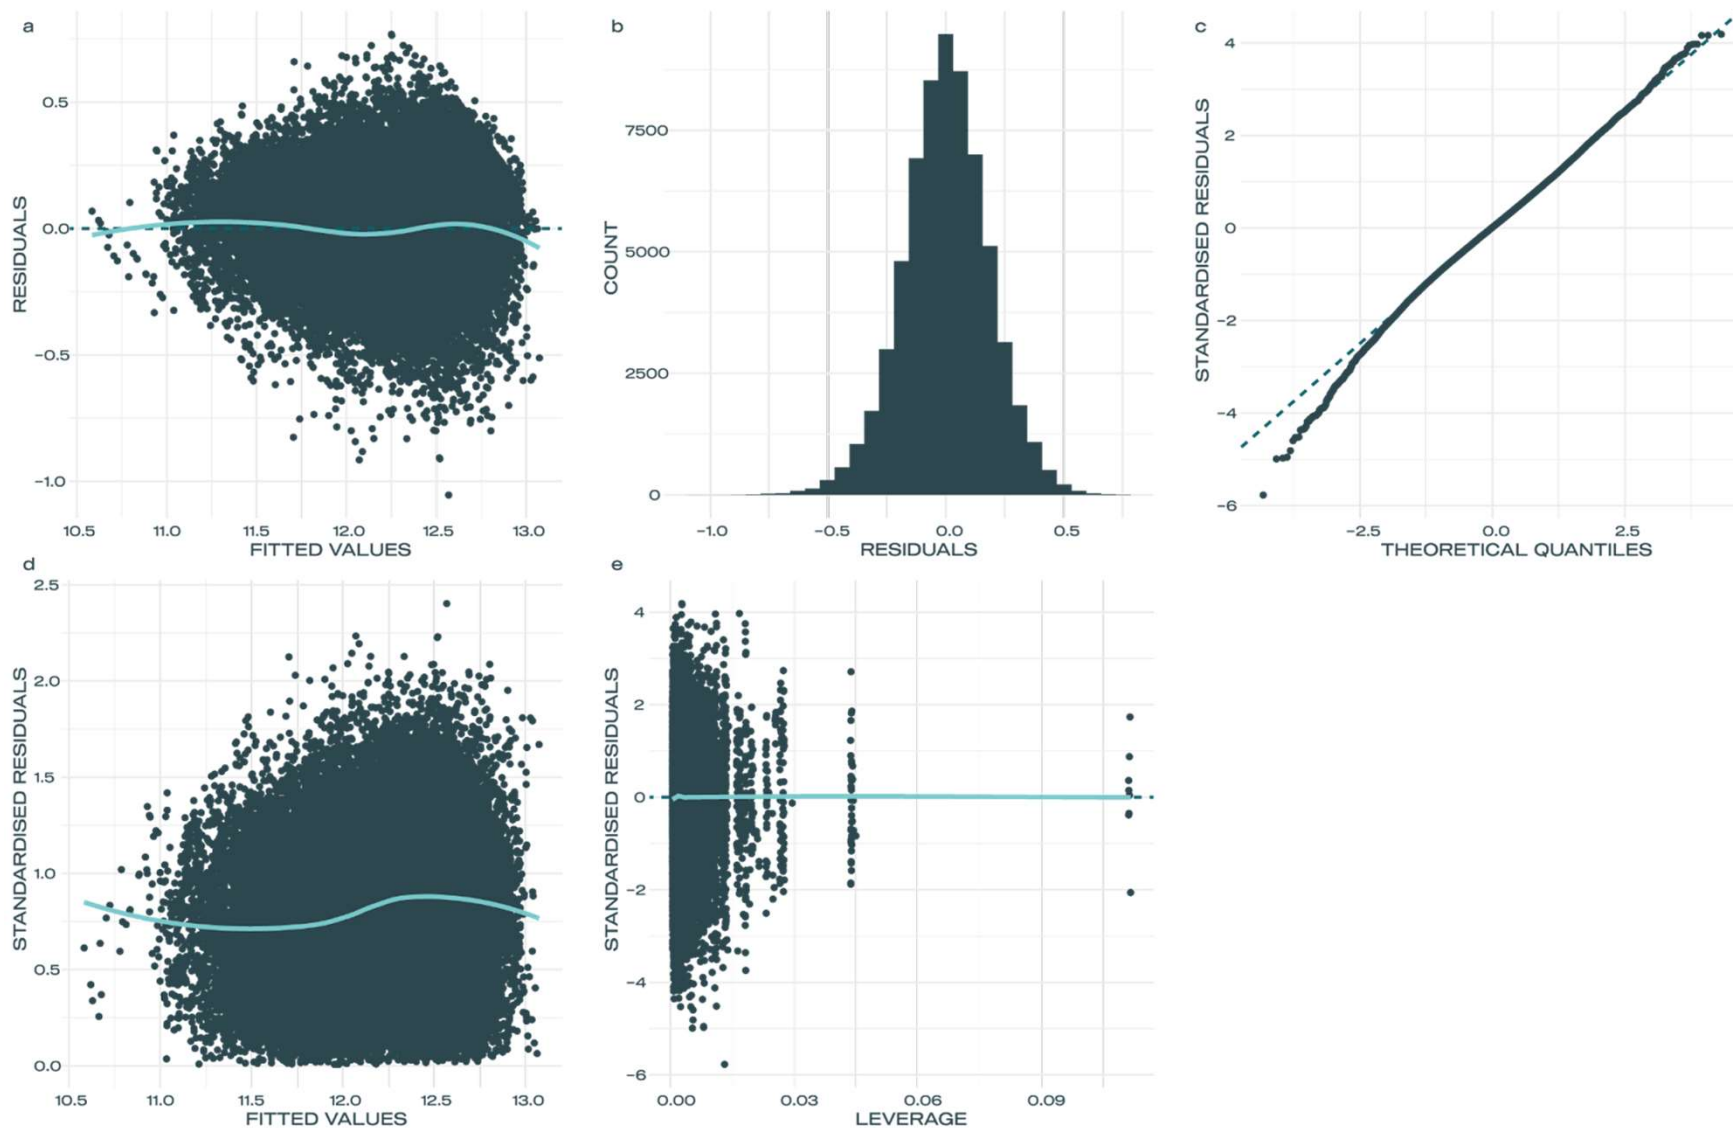 a
RESIDUALS
0.5
0.0
−0.5
−1.0
10.5 11.0 11.5 12.0 12.5 13.0
FITTED VALUES
b
COUNT
7500
5000
2500
0
−1.0 −0.5 0.0 0.5
RESIDUALS
c
STANDARDISED RESIDUALS
4
2
0
−2
−4
−6
−2.5 0.0 2.5
THEORETICAL QUANTILES
d
STANDARDISED RESIDUALS
2.5
2.0
1.5
1.0
0.5
0.0
10.5 11.0 11.5 12.0 12.5 13.0
FITTED VALUES
e
STANDARDISED RESIDUALS
4
2
0
−2
−4
−6
0.00 0.03 0.06 0.09
LEVERAGE